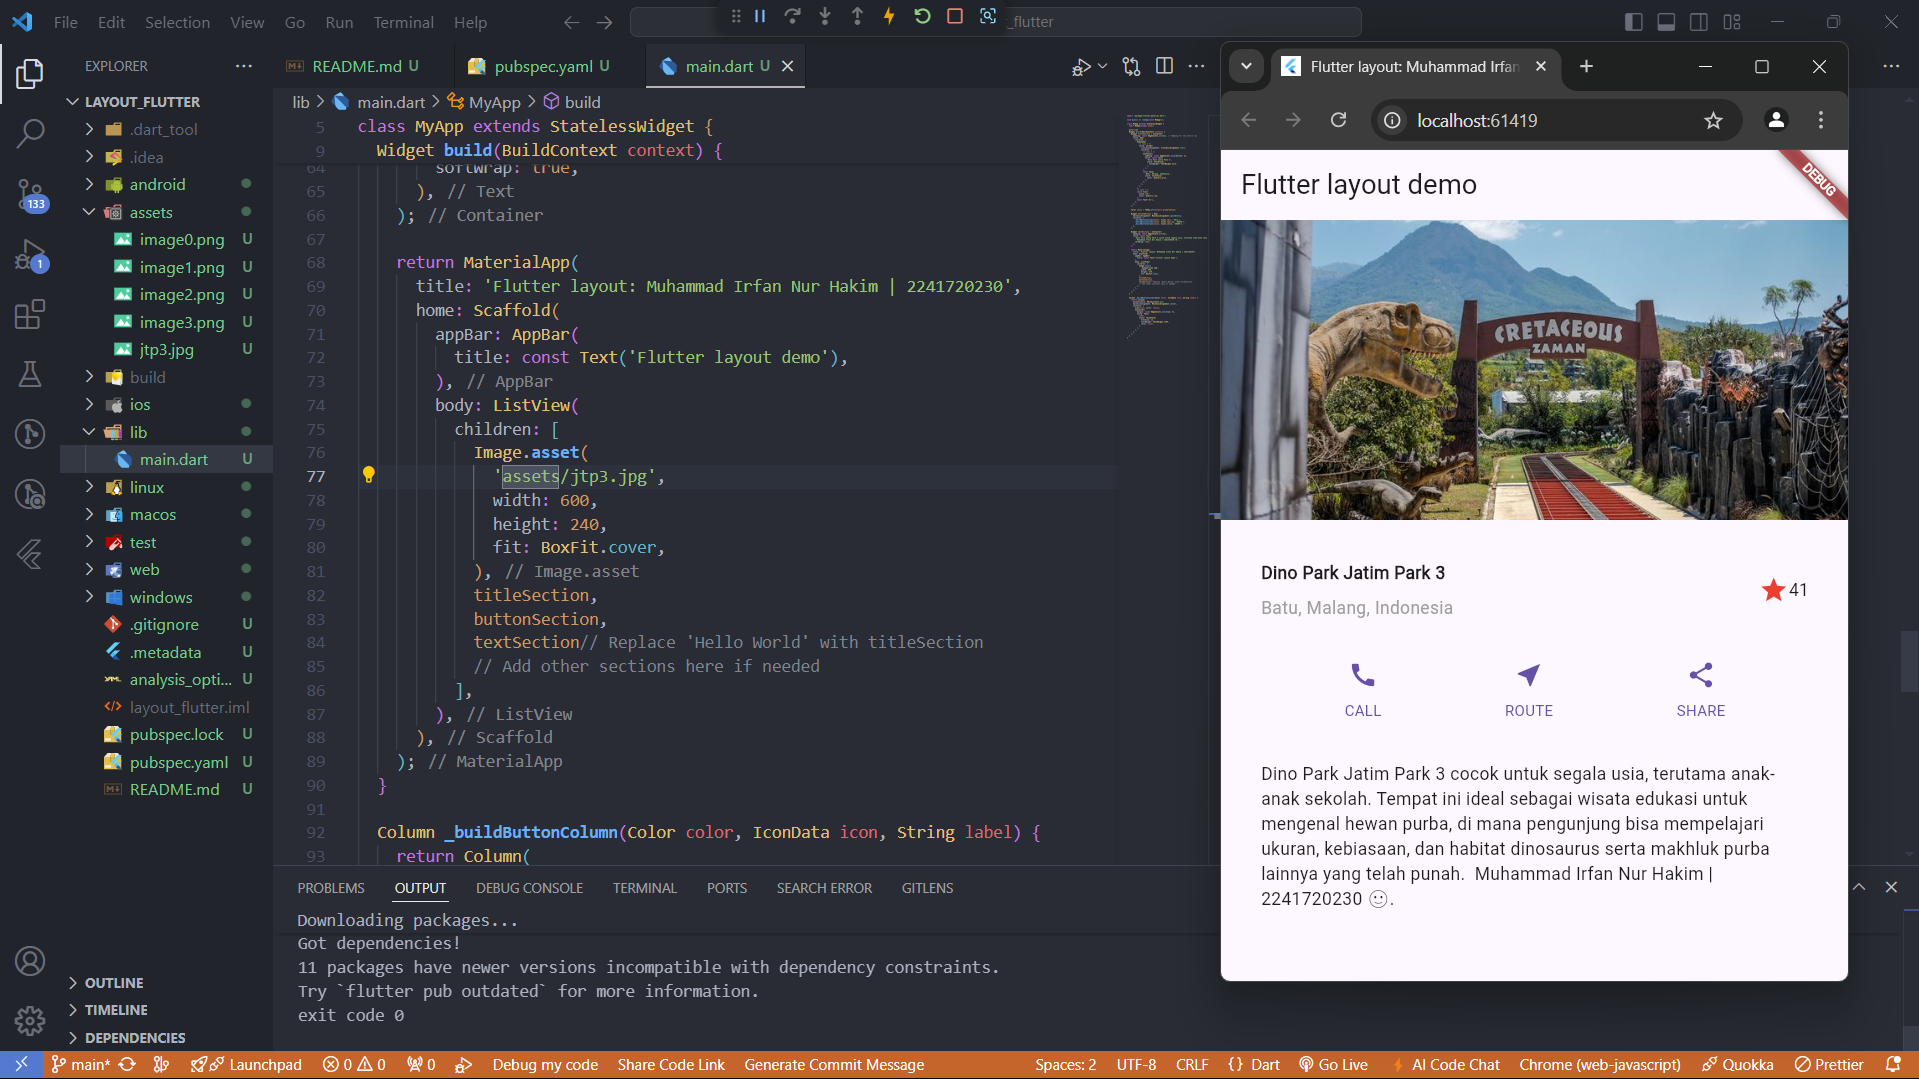 File Edit Selection View Go Run Terminal Help
_flutter
EXPLORER
README.md U
pubspec.yaml U
main.dart U
lib > main.dart > MyApp > build
LAYOUT_FLUTTER
.dart_tool
.idea
android
assets
image0.png U
image1.png U
image2.png U
image3.png U
jtp3.jpg U
build
ios
lib
main.dart U
linux
macos
test
web
windows
.gitignore U
.metadata U
analysis_opti... U
layout_flutter.iml
pubspec.lock U
pubspec.yaml U
README.md U
OUTLINE
TIMELINE
DEPENDENCIES
133
1
5 class MyApp extends StatelessWidget {
9 Widget build(BuildContext context) {
64 softWrap: true,
65 ), // Text
66 ); // Container
67
68 return MaterialApp(
69 title: 'Flutter layout: Muhammad Irfan Nur Hakim | 2241720230',
70 home: Scaffold(
71 appBar: AppBar(
72 title: const Text('Flutter layout demo'),
73 ), // AppBar
74 body: ListView(
75 children: [
76 Image.asset(
77 'assets/jtp3.jpg',
78 width: 600,
79 height: 240,
80 fit: BoxFit.cover,
81 ), // Image.asset
82 titleSection,
83 buttonSection,
84 textSection// Replace 'Hello World' with titleSection
85 // Add other sections here if needed
86 ],
87 ), // ListView
88 ), // Scaffold
89 ); // MaterialApp
90 }
91
92 Column _buildButtonColumn(Color color, IconData icon, String label) {
93 return Column(
PROBLEMS OUTPUT DEBUG CONSOLE TERMINAL PORTS SEARCH ERROR GITLENS
Downloading packages...
Got dependencies!
11 packages have newer versions incompatible with dependency constraints.
Try `flutter pub outdated` for more information.
exit code 0
Flutter layout: Muhammad Irfan
localhost:61419
Flutter layout demo
DEBUG
CRETACEOUS
ZAMAN
Dino Park Jatim Park 3
Batu, Malang, Indonesia
41
CALL ROUTE SHARE
Dino Park Jatim Park 3 cocok untuk segala usia, terutama anak-
anak sekolah. Tempat ini ideal sebagai wisata edukasi untuk
mengenal hewan purba, di mana pengunjung bisa mempelajari
ukuran, kebiasaan, dan habitat dinosaurus serta makhluk purba
lainnya yang telah punah. Muhammad Irfan Nur Hakim |
2241720230 🙂.
main* Launchpad 0 0 0 Debug my code Share Code Link Generate Commit Message Spaces: 2 UTF-8 CRLF {} Dart Go Live AI Code Chat Chrome (web-javascript) Quokka Prettier